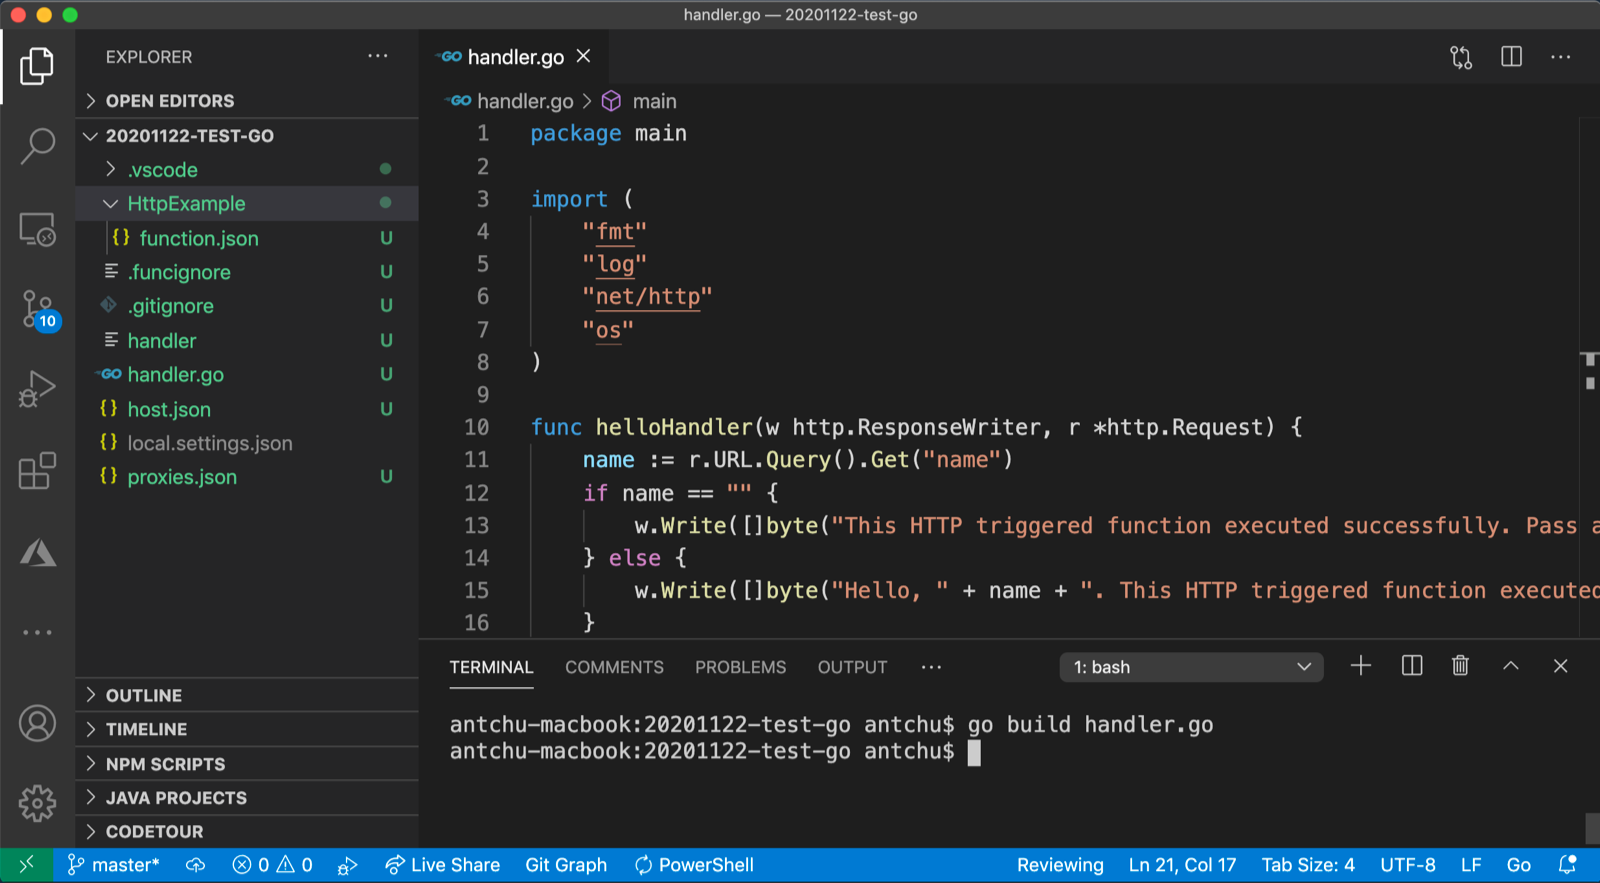 handler.go — 20201122-test-go
EXPLORER
OPEN EDITORS
20201122-TEST-GO
.vscode
HttpExample
{} function.json U
.funcignore U
.gitignore U
handler U
GO handler.go U
{} host.json U
{} local.settings.json
{} proxies.json U
10
OUTLINE
TIMELINE
NPM SCRIPTS
JAVA PROJECTS
CODETOUR
GO handler.go
GO handler.go > main
1 package main
2
3 import (
4 "fmt"
5 "log"
6 "net/http"
7 "os"
8 )
9
10 func helloHandler(w http.ResponseWriter, r *http.Request) {
11 name := r.URL.Query().Get("name")
12 if name == "" {
13 w.Write([]byte("This HTTP triggered function executed successfully. Pass a
14 } else {
15 w.Write([]byte("Hello, " + name + ". This HTTP triggered function executed
16 }
TERMINAL COMMENTS PROBLEMS OUTPUT ··· 1: bash
antchu-macbook:20201122-test-go antchu$ go build handler.go
antchu-macbook:20201122-test-go antchu$
master* 0 0 Live Share Git Graph PowerShell Reviewing Ln 21, Col 17 Tab Size: 4 UTF-8 LF Go